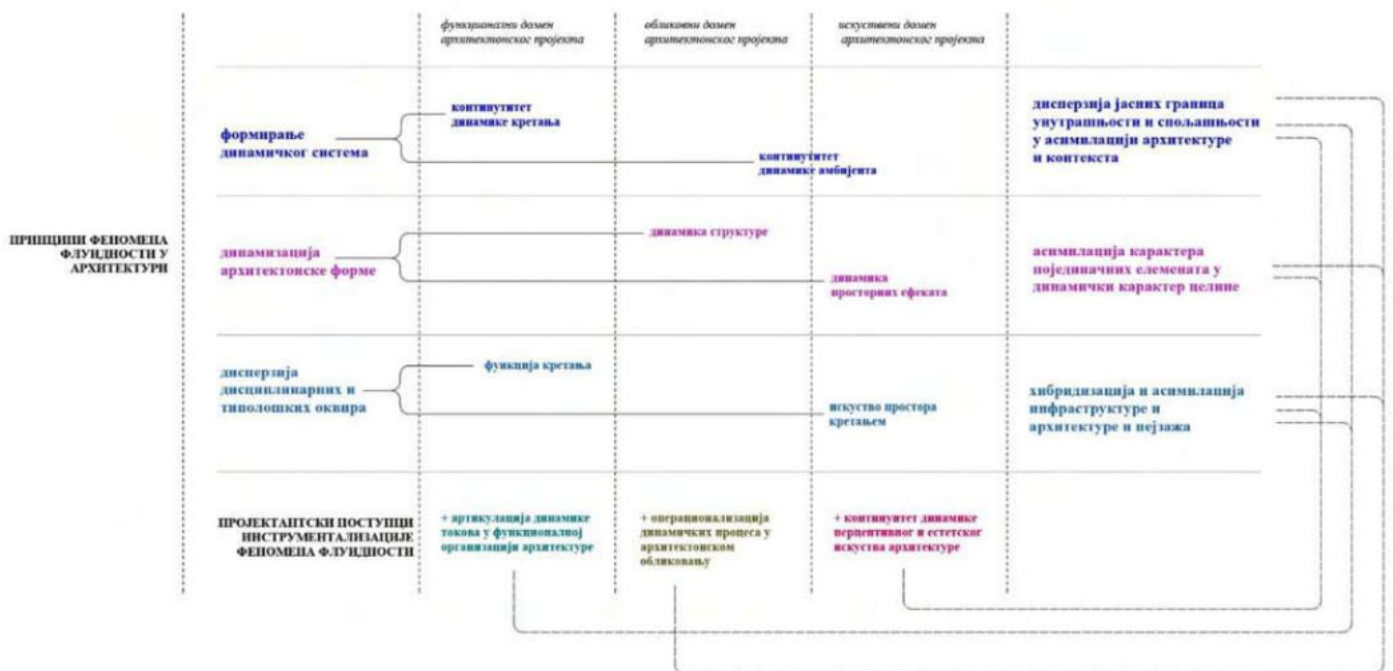 функционални домен
архитектонског пројекта
обликовни домен
архитектонског пројекта
искуствени домен
архитектонског пројекта
ПРИНЦИПИ ФЕНОМЕНА
ФЛУИДНОСТИ У
АРХИТЕКТУРИ
формирање
динамичког система
континутитет
динамике кретања
континутитет
динамике амбијента
дисперзија јасних граница
унутрашњости и спољашњости
у асимилацији архитектуре
и контекста
динамизација
архитектонске форме
динамика структуре
динамика
просторних ефеката
асимилација карактера
појединачних елемената у
динамички карактер целине
дисперзија
дисциплинарних и
типолошких оквира
функција кретања
искуство простора
кретањем
хибридизација и асимилација
инфраструктуре и
архитектуре и пејзажа
ПРОЈЕКТАНТСКИ ПОСТУПЦИ
ИНСТРУМЕНТАЛИЗАЦИЈЕ
ФЕНОМЕНА ФЛУИДНОСТИ
+ артикулација динамике
токова у функционалној
организацији архитектуре
+ операционализација
динамичких процеса у
архитектонском
обликовању
+ континуитет динамике
перцептивног и естетског
искуства архитектуре